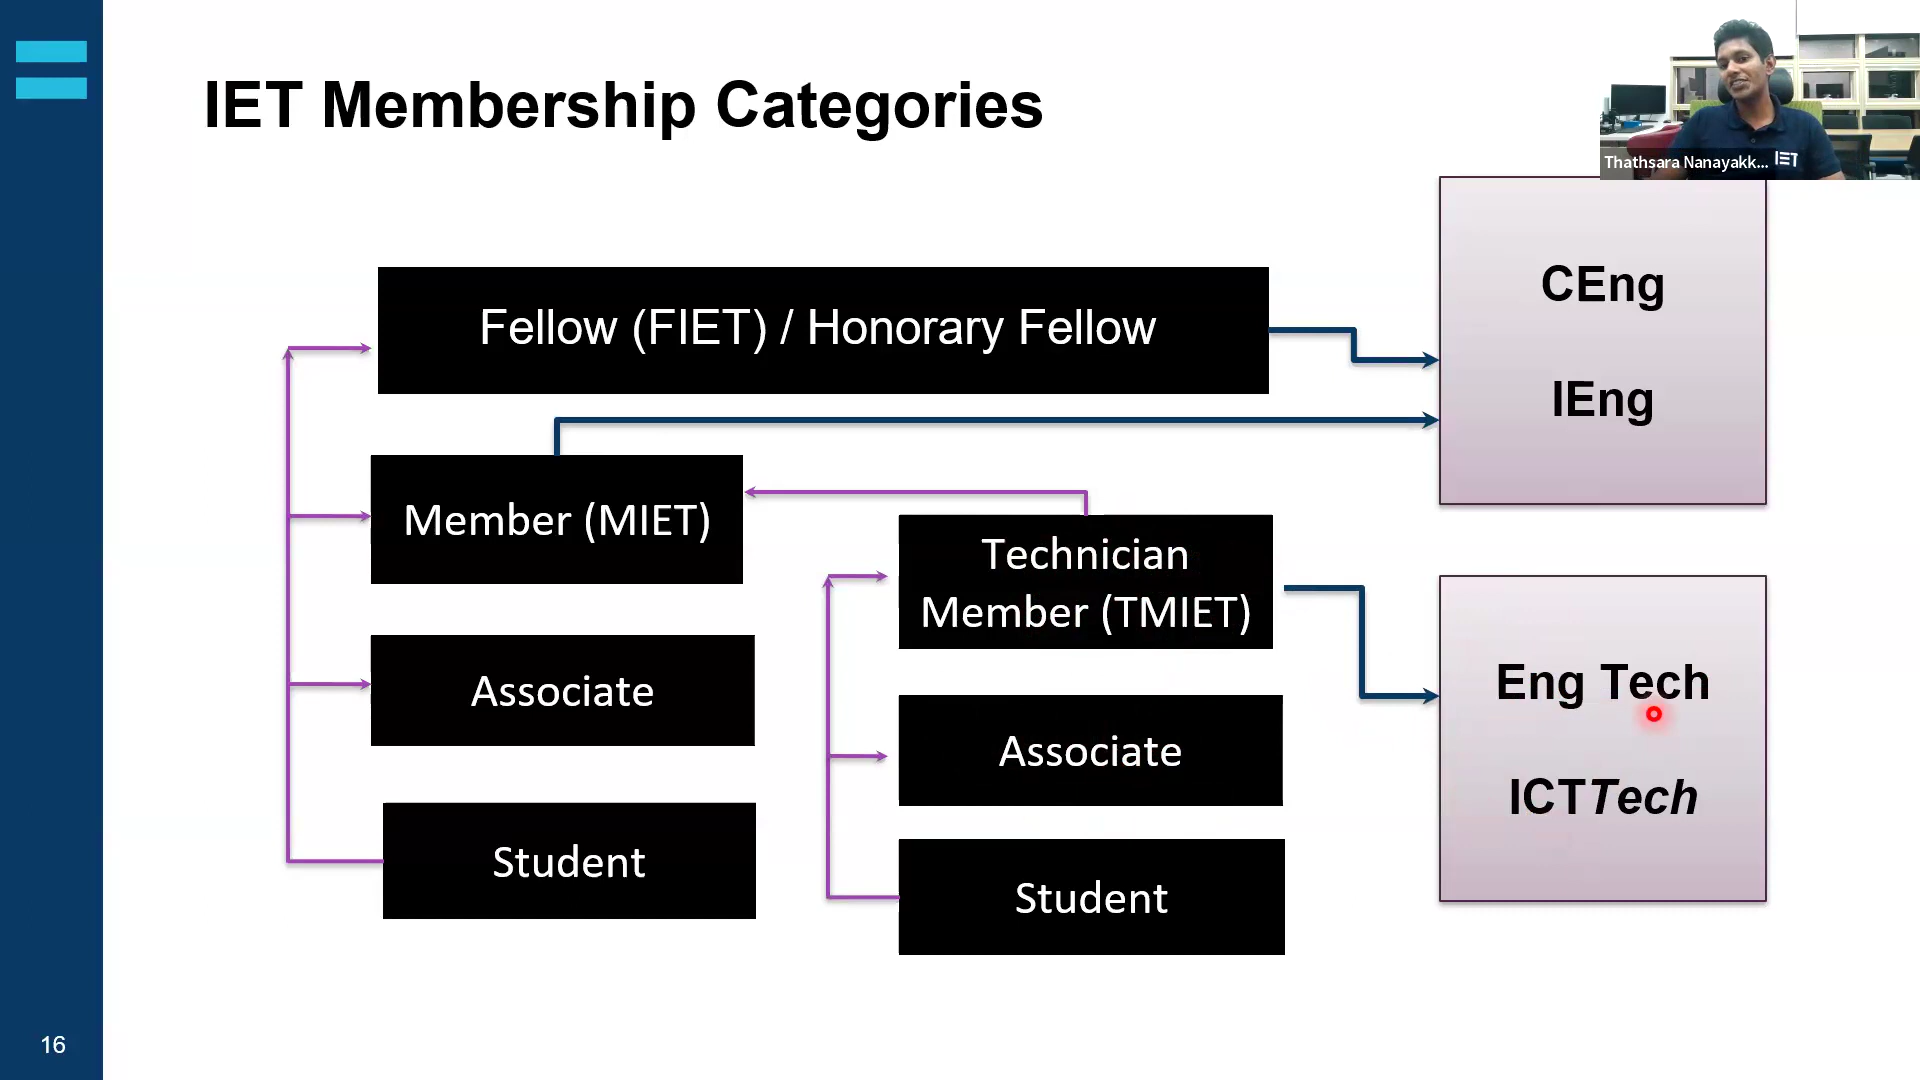 IET Membership Categories
Thathsara Nanayakk...
IET
CEng
IEng
Fellow (FIET) / Honorary Fellow
Member (MIET)
Technician
Member (TMIET)
Associate
Associate
Student
Student
Eng Tech
ICTTech
16